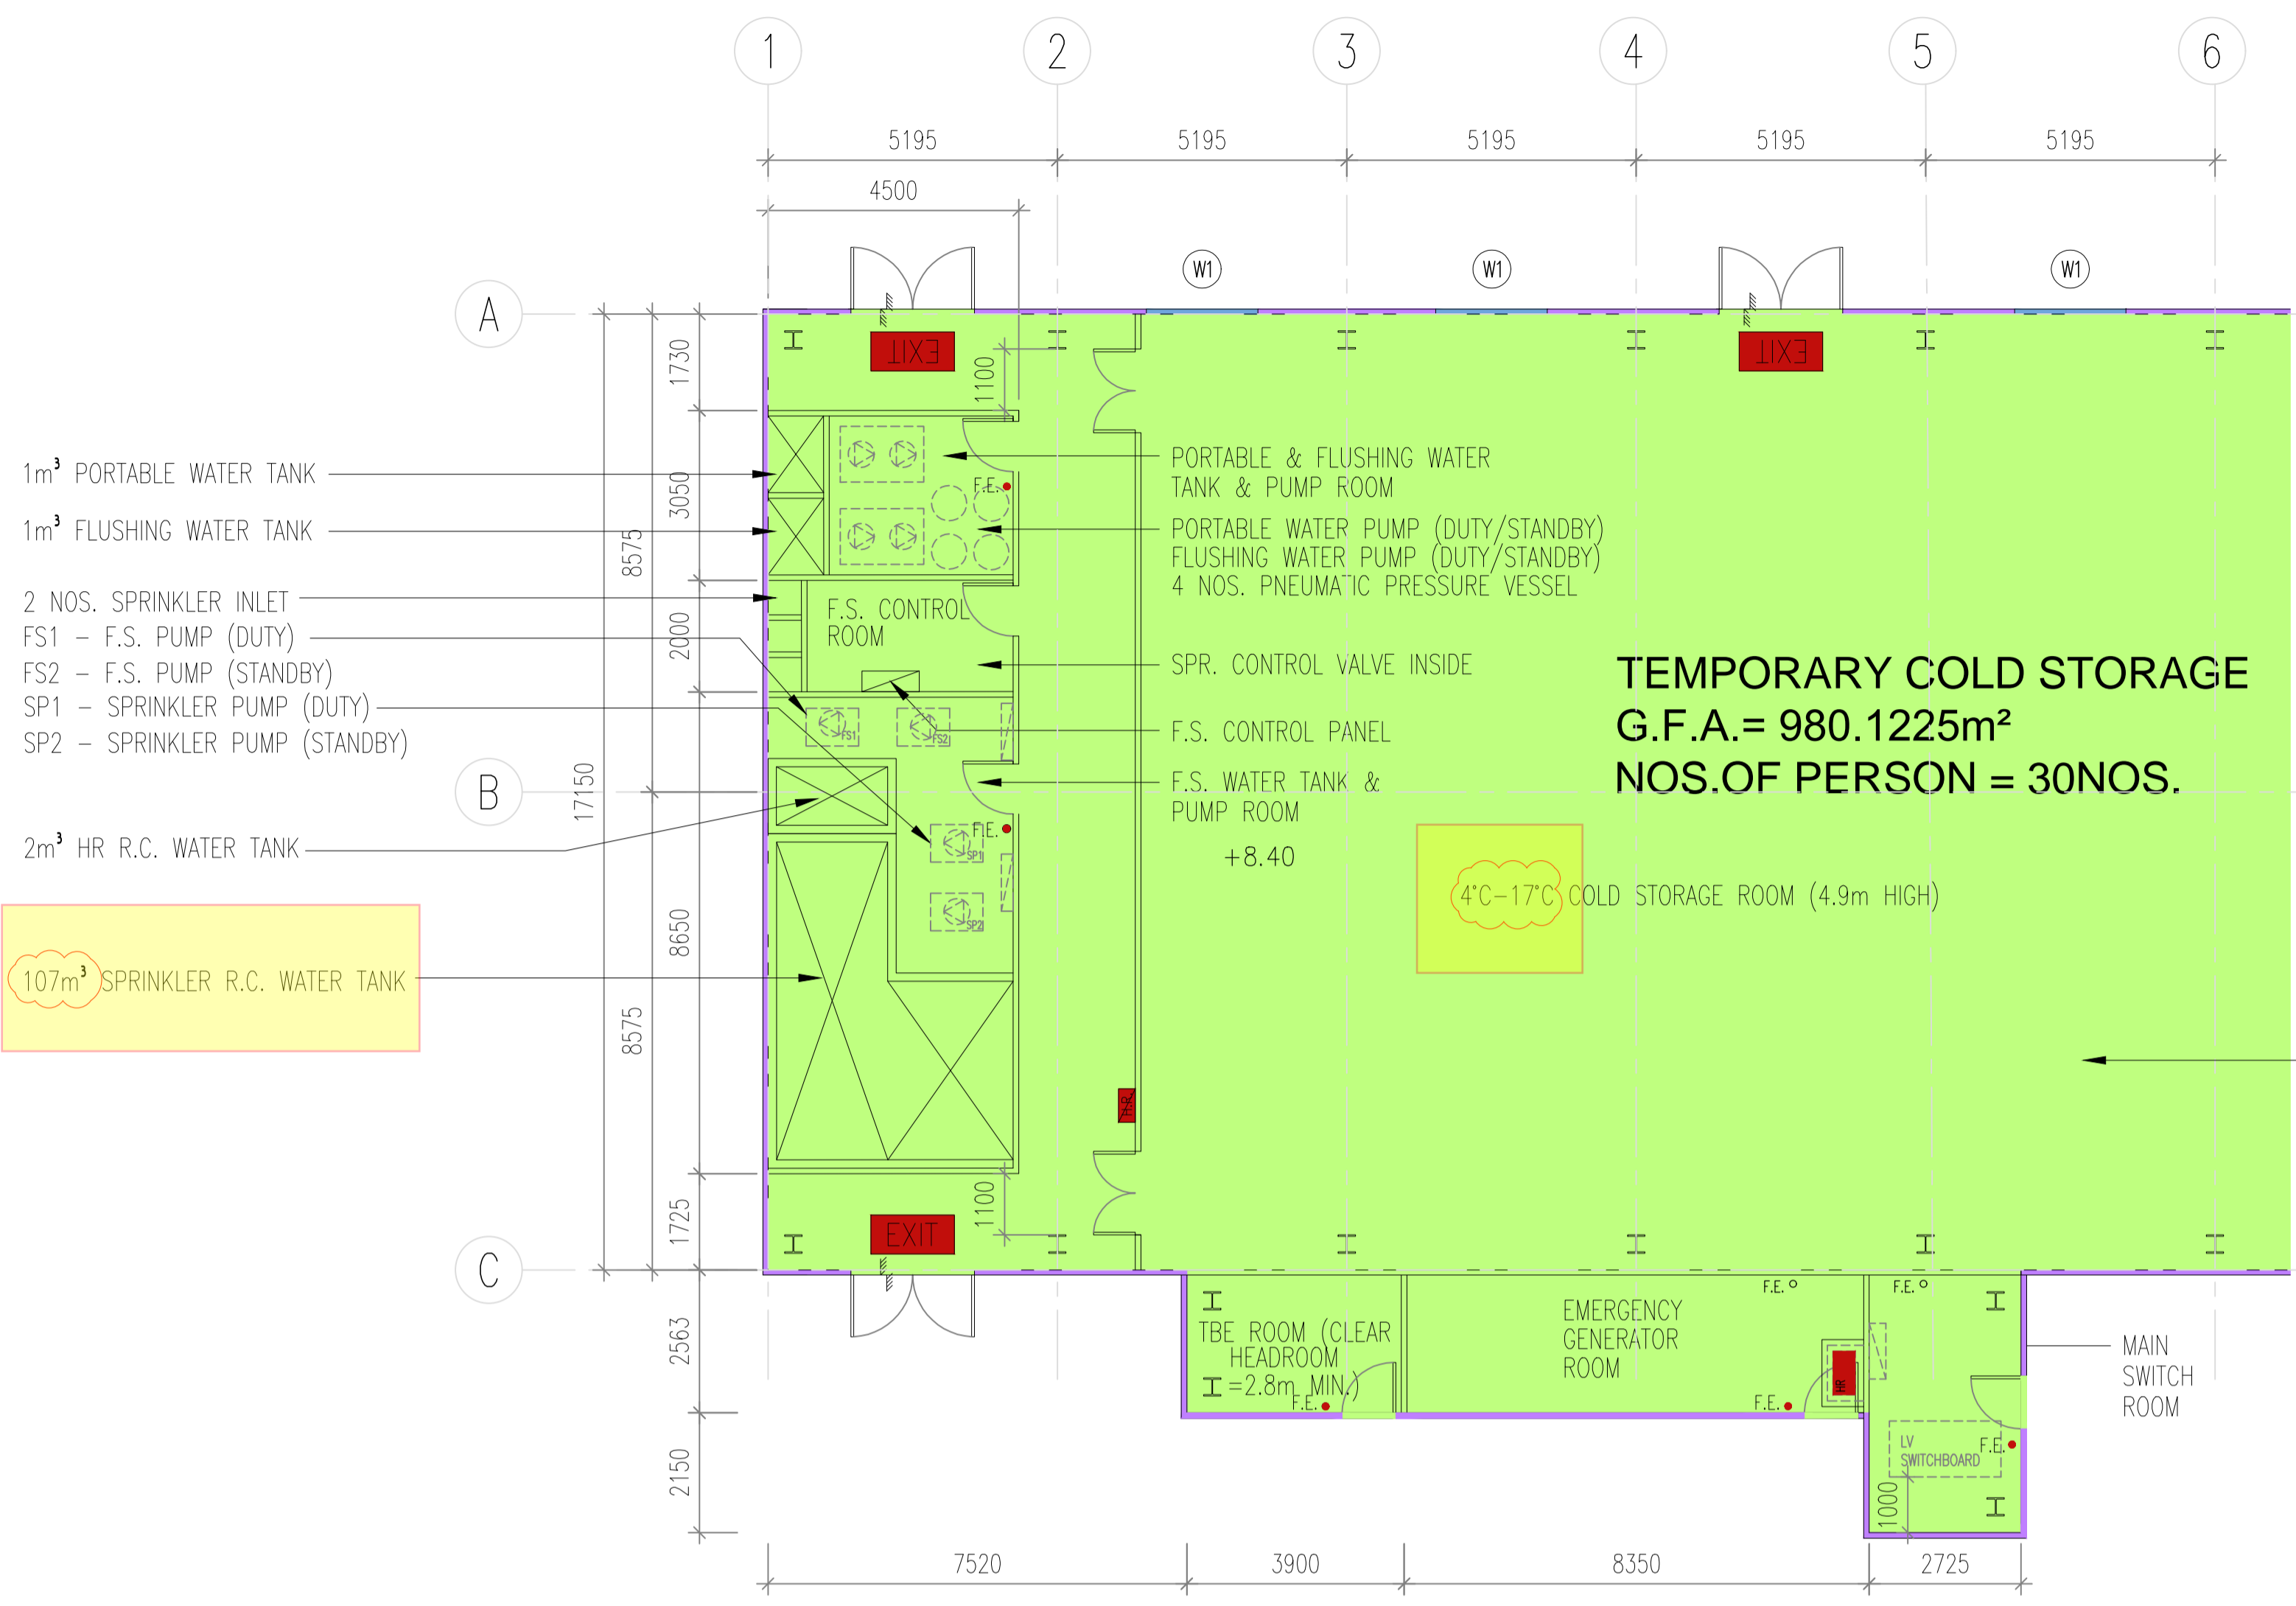 1
2
3
4
5
6
5195
5195
5195
5195
5195
4500
W1
W1
W1
A
EXIT
EXIT
1730
1100
1m³ PORTABLE WATER TANK
PORTABLE & FLUSHING WATER
TANK & PUMP ROOM
3050
F.E.
1m³ FLUSHING WATER TANK
PORTABLE WATER PUMP (DUTY/STANDBY)
FLUSHING WATER PUMP (DUTY/STANDBY)
4 NOS. PNEUMATIC PRESSURE VESSEL
8575
2 NOS. SPRINKLER INLET
FS1 – F.S. PUMP (DUTY)
FS2 – F.S. PUMP (STANDBY)
SP1 – SPRINKLER PUMP (DUTY)
SP2 – SPRINKLER PUMP (STANDBY)
2000
F.S. CONTROL
ROOM
SPR. CONTROL VALVE INSIDE
FS1
FS2
F.S. CONTROL PANEL
TEMPORARY COLD STORAGE
G.F.A.= 980.1225m²
NOS.OF PERSON = 30NOS.
17150
B
F.S. WATER TANK &
PUMP ROOM
2m³ HR R.C. WATER TANK
F.E.
SP1
+8.40
SP2
4°C–17°C COLD STORAGE ROOM (4.9m HIGH)
8650
107m³ SPRINKLER R.C. WATER TANK
8575
H.R.
1725
1100
EXIT
C
2563
TBE ROOM (CLEAR
HEADROOM
=2.8m MIN.)
F.E.
EMERGENCY
GENERATOR
ROOM
F.E.
F.E.
HR
F.E.
MAIN
SWITCH
ROOM
2150
LV
SWITCHBOARD
F.E.
1000
7520
3900
8350
2725